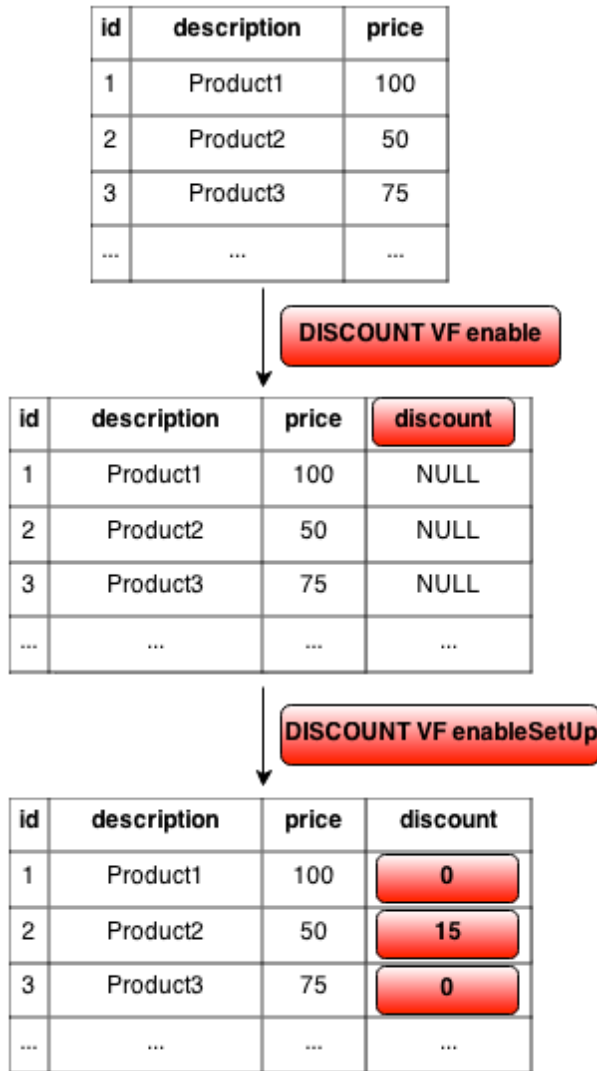 id description price
1 Product1 100
2 Product2 50
3 Product3 75
... ... ...
DISCOUNT VF enable
id description price discount
1 Product1 100 NULL
2 Product2 50 NULL
3 Product3 75 NULL
... ... ... ...
DISCOUNT VF enableSetUp
id description price discount
1 Product1 100 0
2 Product2 50 15
3 Product3 75 0
... ... ... ...